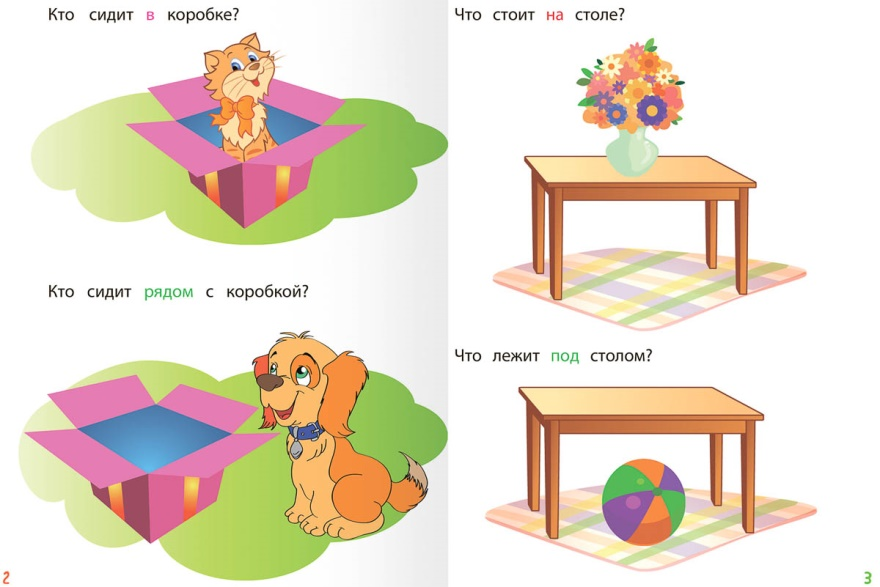 Кто сидит в коробке?
Кто сидит рядом с коробкой?
2
Что стоит на столе?
Что лежит под столом?
3